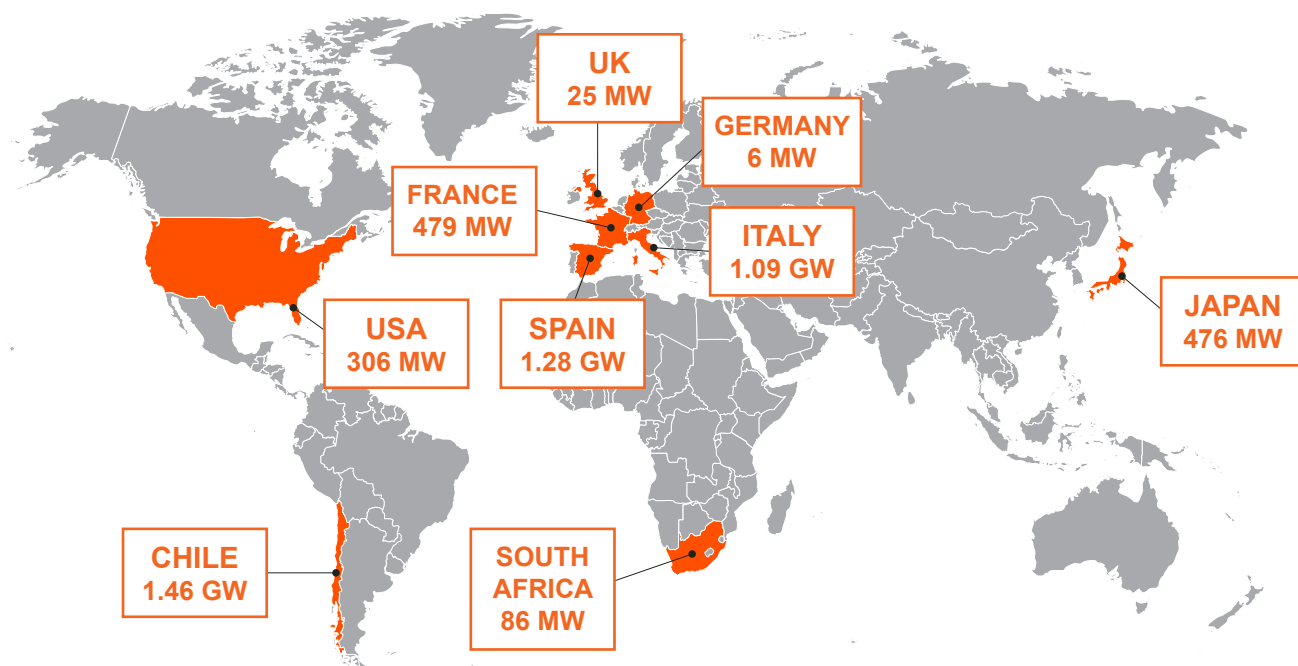 UK
25 MW
GERMANY
6 MW
FRANCE
479 MW
ITALY
1.09 GW
USA
306 MW
SPAIN
1.28 GW
JAPAN
476 MW
CHILE
1.46 GW
SOUTH
AFRICA
86 MW